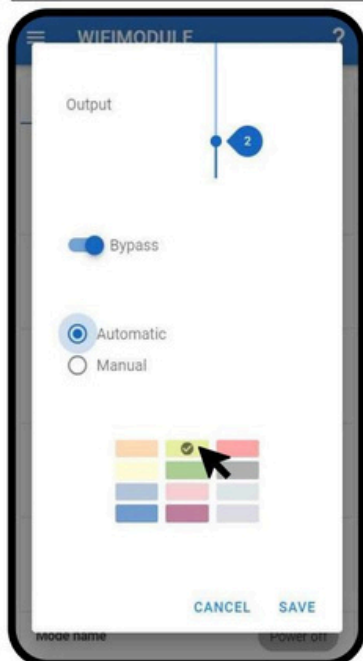 WIFIMODULE ?
Output
2
Bypass
Automatic
Manual
CANCEL SAVE
Mode name Power off